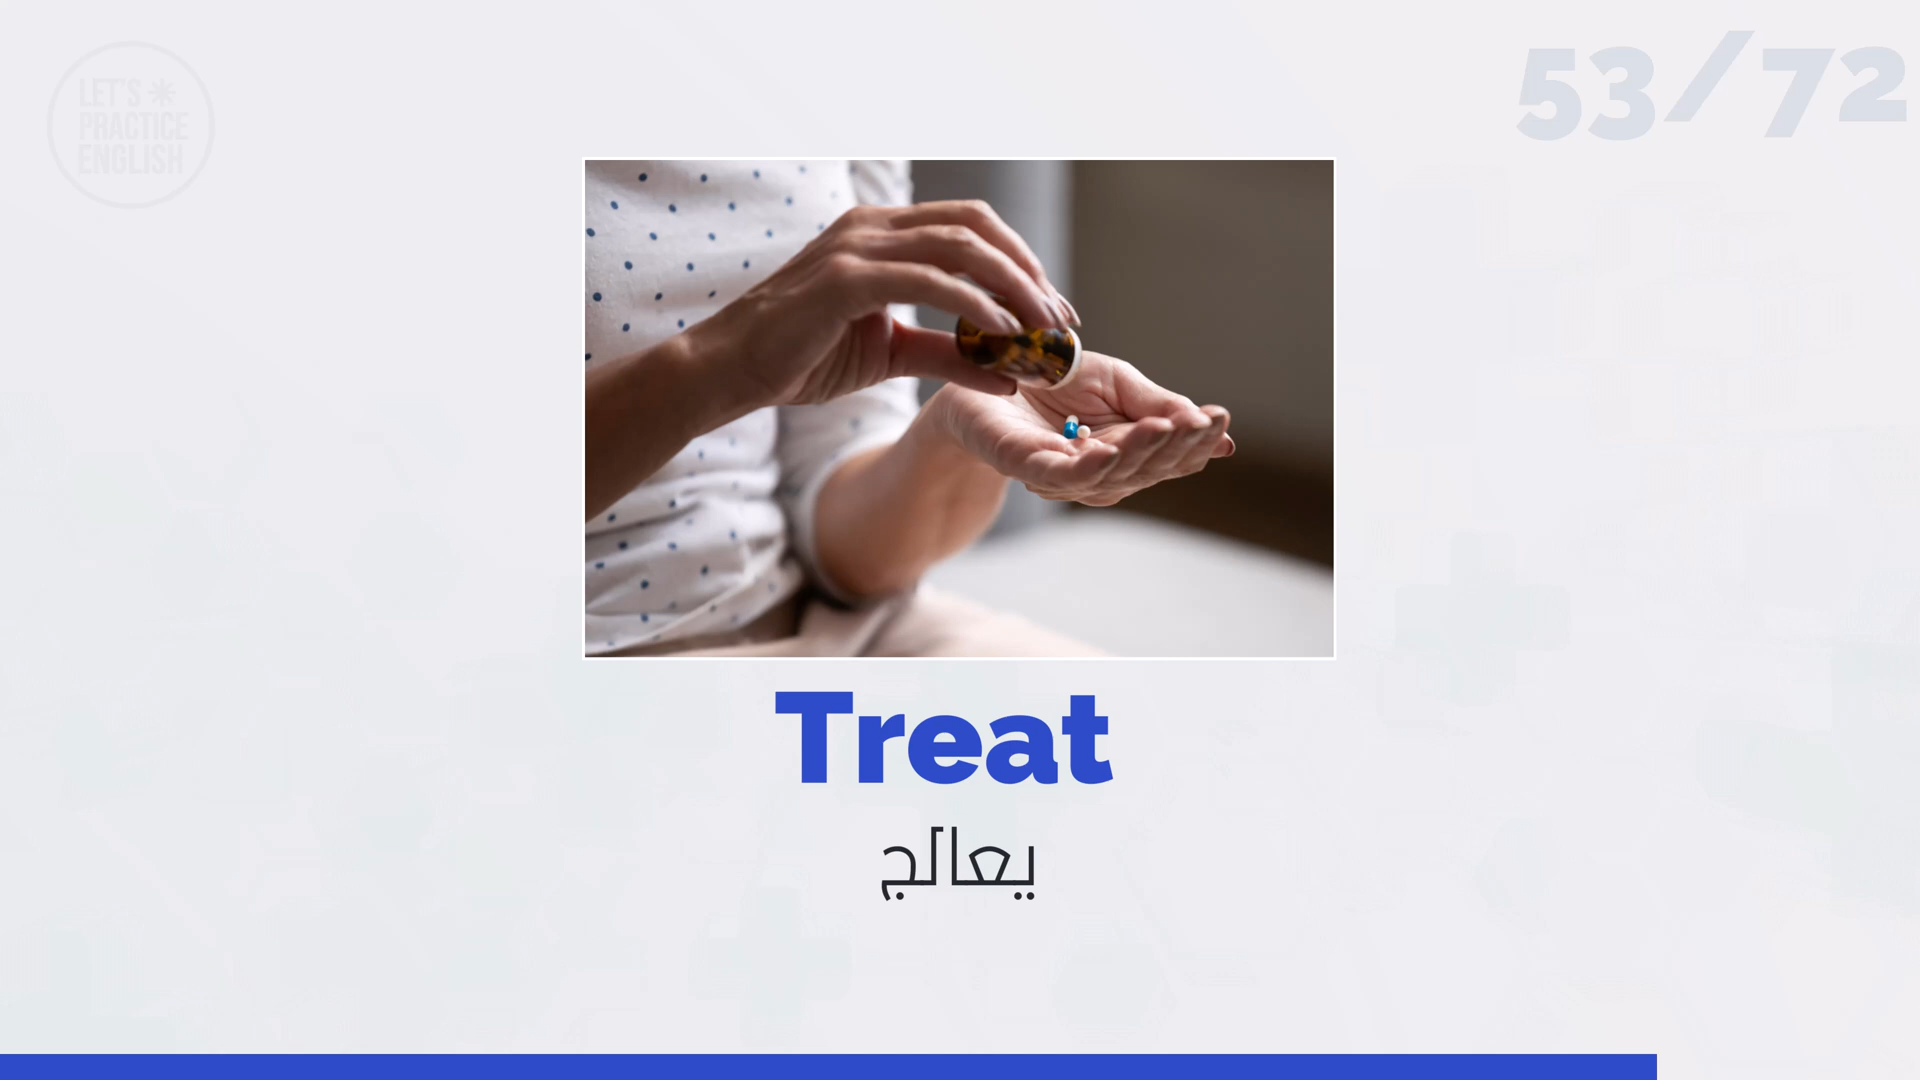 LET'S
PRACTICE
ENGLISH
53/72
Treat
يعالج